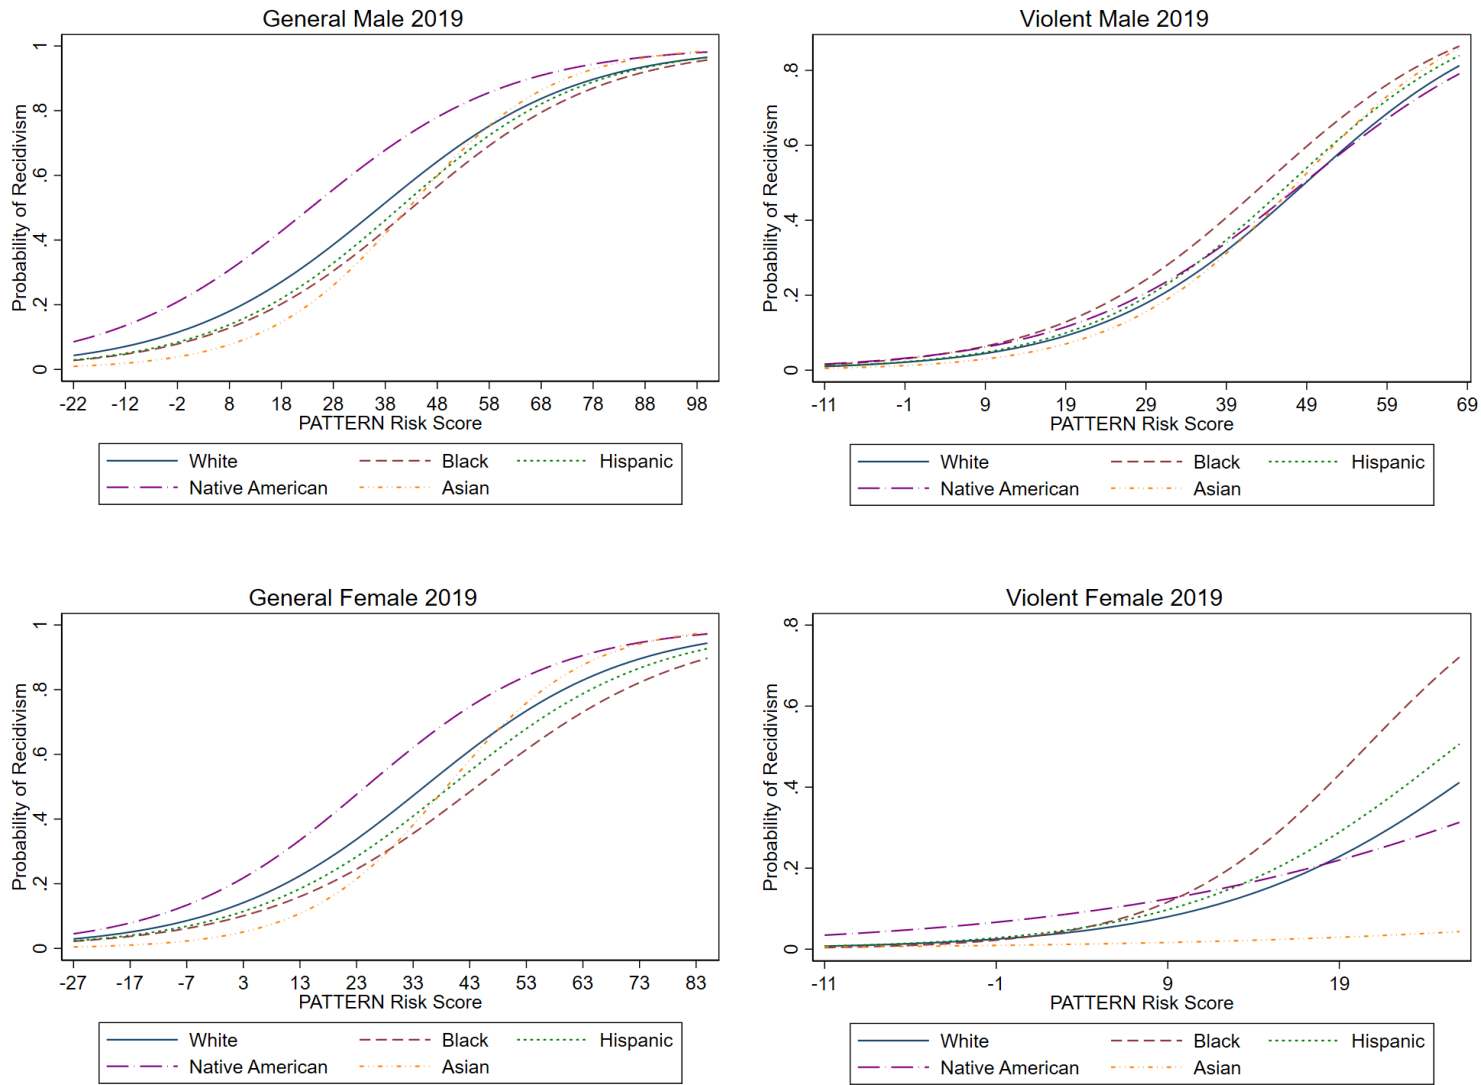 General Male 2019
Probability of Recidivism
0 .2 .4 .6 .8 1
-22 -12 -2 8 18 28 38 48 58 68 78 88 98
PATTERN Risk Score
White Black Hispanic
Native American Asian
Violent Male 2019
Probability of Recidivism
0 .2 .4 .6 .8
-11 -1 9 19 29 39 49 59 69
PATTERN Risk Score
White Black Hispanic
Native American Asian
General Female 2019
Probability of Recidivism
0 .2 .4 .6 .8 1
-27 -17 -7 3 13 23 33 43 53 63 73 83
PATTERN Risk Score
White Black Hispanic
Native American Asian
Violent Female 2019
Probability of Recidivism
0 .2 .4 .6 .8
-11 -1 9 19
PATTERN Risk Score
White Black Hispanic
Native American Asian